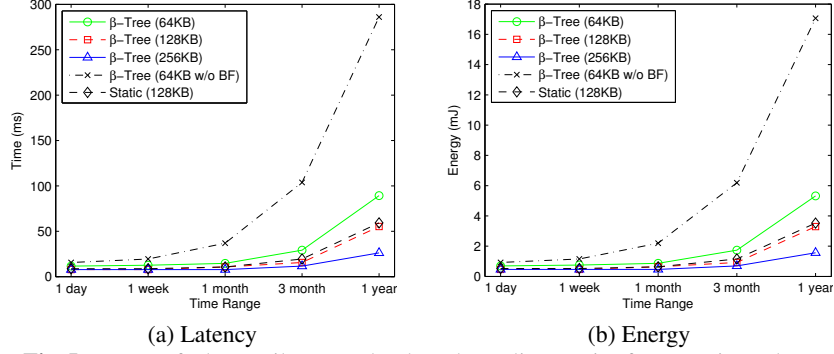 300
250
200
150
100
50
0
Time (ms)
β−Tree (64KB)
β−Tree (128KB)
β−Tree (256KB)
β−Tree (64KB w/o BF)
Static (128KB)
1 day
1 week
1 month
3 month
1 year
Time Range
(a) Latency
18
16
14
12
10
8
6
4
2
0
Energy (mJ)
β−Tree (64KB)
β−Tree (128KB)
β−Tree (256KB)
β−Tree (64KB w/o BF)
Static (128KB)
1 day
1 week
1 month
3 month
1 year
Time Range
(b) Energy